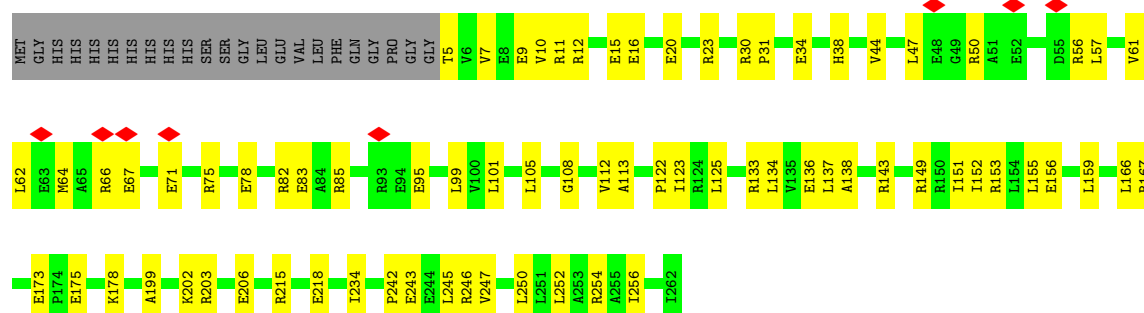 MET GLY HIS HIS HIS HIS HIS HIS HIS HIS HIS HIS SER SER GLY LEU GLU VAL LEU PHE GLN GLY PRO GLY GLY T5 V6 V7 E8 E9 V10 R11 R12 E15 E16 E20 R23 R30 P31 E34 H38 V44 L47 E48 G49 R50 A51 E52 D55 R56 L57 V61
L62 E63 M64 A65 R66 E67 E71 R75 E78 R82 E83 A84 R85 R93 E94 E95 L99 V100 L101 L105 G108 V112 A113 P122 I123 R124 L125 R133 L134 V135 E136 L137 A138 R143 R149 R150 I151 I152 R153 L154 L155 E156 L159 L166 R167
E173 P174 E175 K178 A199 K202 R203 E206 R215 E218 I234 P242 E243 E244 L245 R246 V247 L250 L251 L252 A253 R254 A255 I256 I262